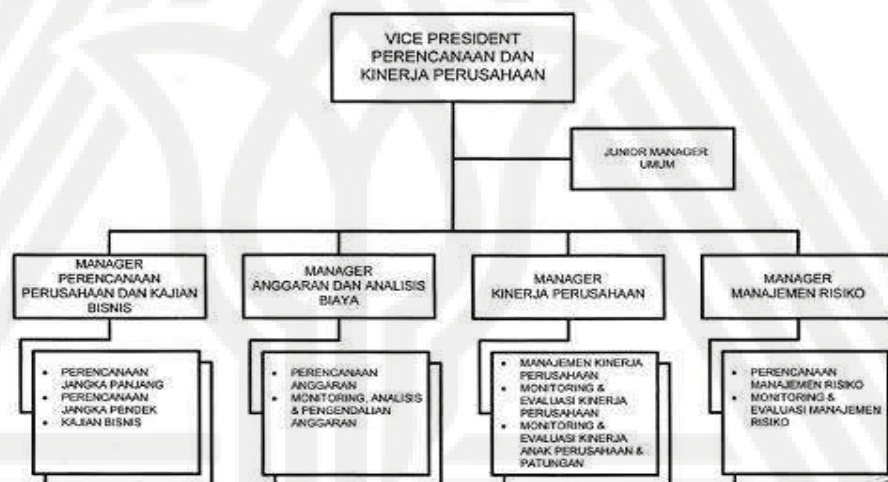 VICE PRESIDENT
PERENCANAAN DAN
KINERJA PERUSAHAAN
JUNIOR MANAGER
UMUM
MANAGER
PERENCANAAN
PERUSAHAAN DAN KAJIAN
BISNIS
MANAGER
ANGGARAN DAN ANALISIS
BIAYA
MANAGER
KINERJA PERUSAHAAN
MANAGER
MANAJEMEN RISIKO
• PERENCANAAN
JANGKA PANJANG
• PERENCANAAN
JANGKA PENDEK
• KAJIAN BISNIS
• PERENCANAAN
ANGGARAN
• MONITORING, ANALISIS
& PENGENDALIAN
ANGGARAN
• MANAJEMEN KINERJA
PERUSAHAAN
• MONITORING &
EVALUASI KINERJA
PERUSAHAAN
• MONITORING &
EVALUASI KINERJA
ANAK PERUSAHAAN &
PATUNGAN
• PERENCANAAN
MANAJEMEN RISIKO
• MONITORING &
EVALUASI MANAJEMEN
RISIKO